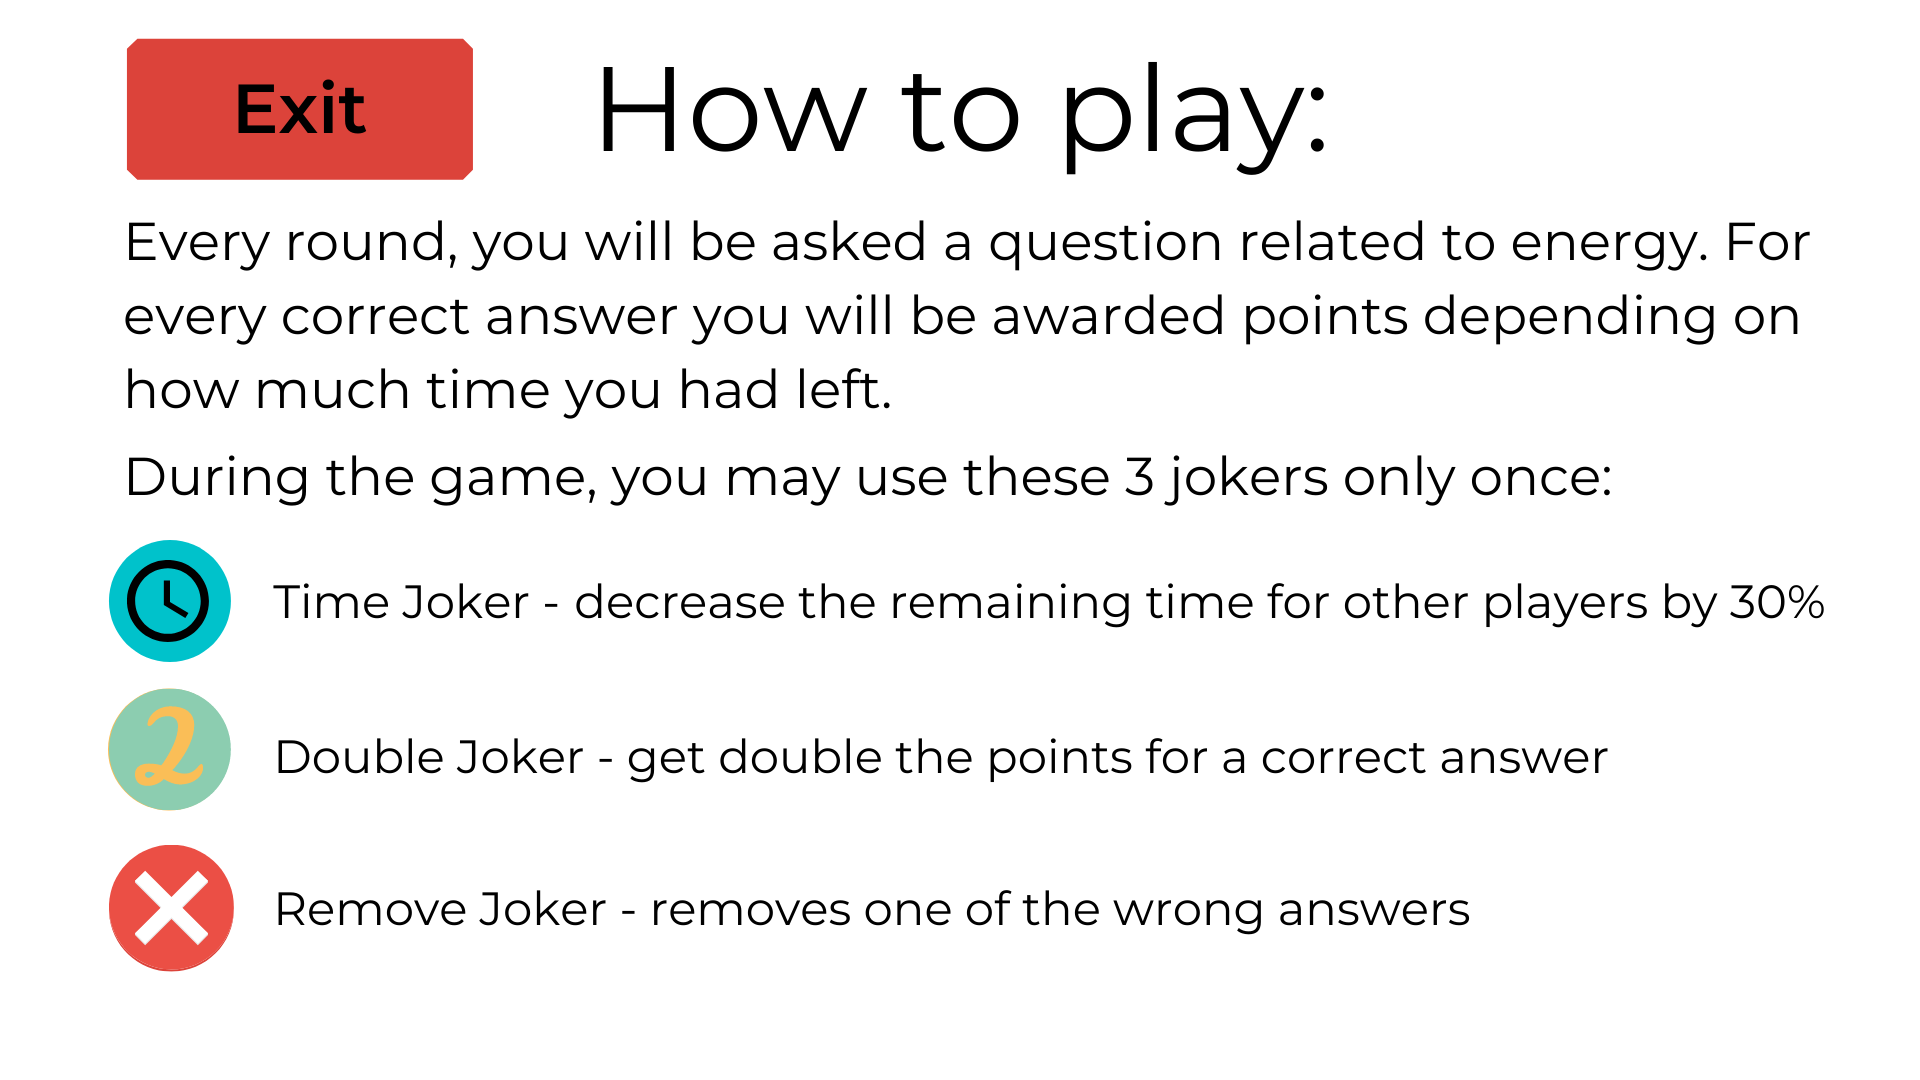 Exit
How to play:
Every round, you will be asked a question related to energy. For
every correct answer you will be awarded points depending on
how much time you had left.
During the game, you may use these 3 jokers only once:
Time Joker - decrease the remaining time for other players by 30%
2
Double Joker - get double the points for a correct answer
Remove Joker - removes one of the wrong answers